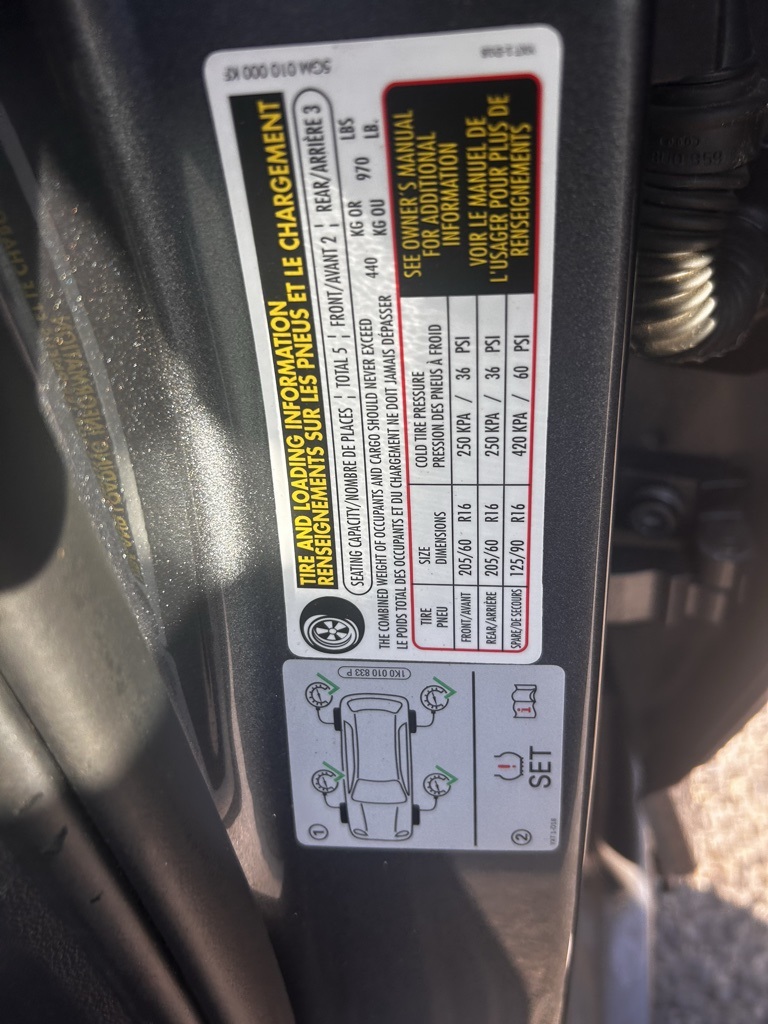 5GM 010 000 KF
TIRE AND LOADING INFORMATION
RENSEIGNEMENTS SUR LES PNEUS ET LE CHARGEMENT
SEATING CAPACITY/NOMBRE DE PLACES ¦ TOTAL 5 ¦ FRONT/AVANT 2 ¦ REAR/ARRIÈRE 3
THE COMBINED WEIGHT OF OCCUPANTS AND CARGO SHOULD NEVER EXCEED KG OR LBS
LE POIDS TOTAL DES OCCUPANTS ET DU CHARGEMENT NE DOIT JAMAIS DÉPASSER 440 KG OU 970 LB.
TIRE SIZE COLD TIRE PRESSURE
PNEU DIMENSIONS PRESSION DES PNEUS À FROID
FRONT/AVANT 205/60 R16 250 KPA / 36 PSI
REAR/ARRIÈRE 205/60 R16 250 KPA / 36 PSI
SPARE/DE SECOURS 125/90 R16 420 KPA / 60 PSI
SEE OWNER'S MANUAL
FOR ADDITIONAL
INFORMATION
VOIR LE MANUEL DE
L'USAGER POUR PLUS DE
RENSEIGNEMENTS
1
1K0 010 833 P
2
SET